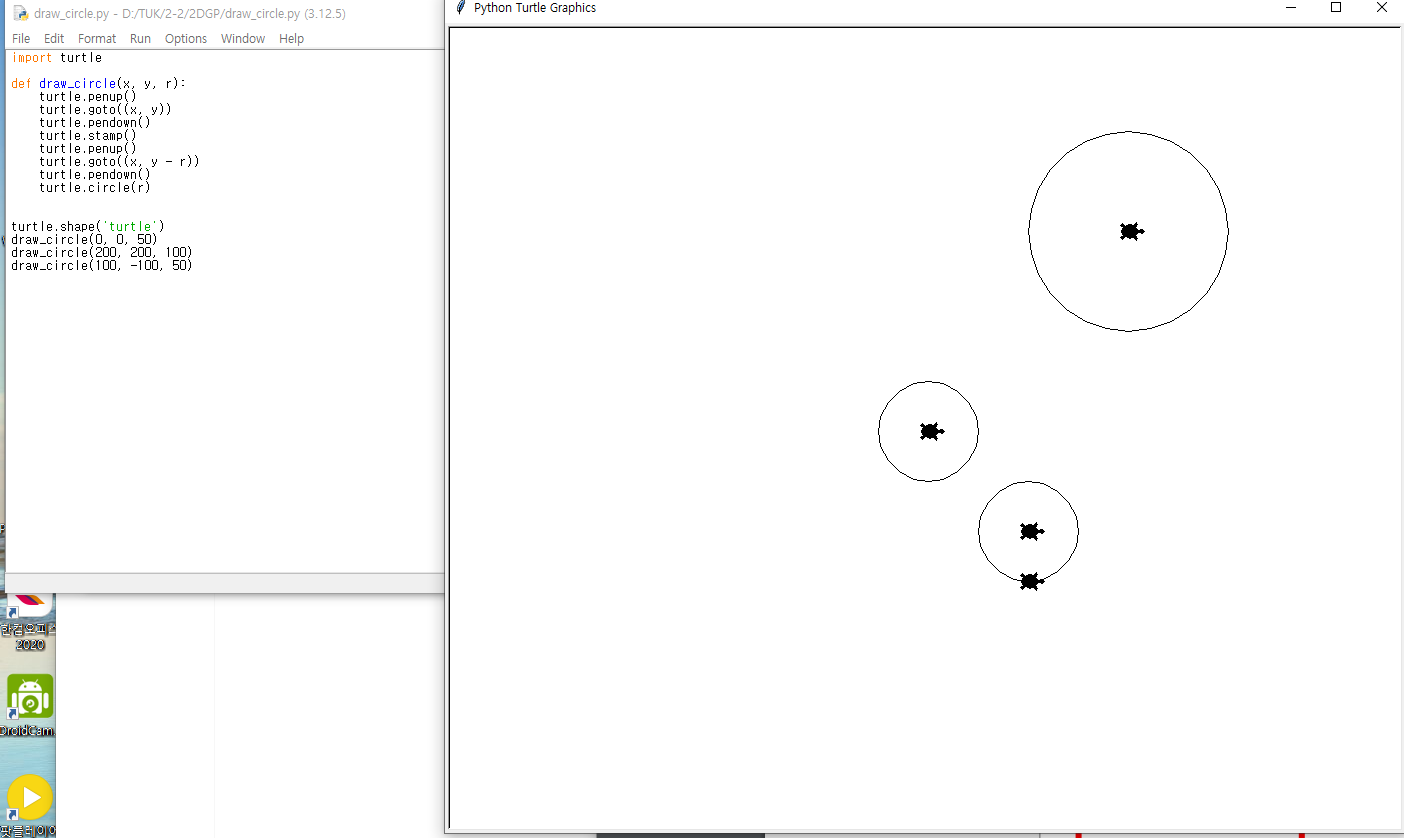 draw_circle.py - D:/TUK/2-2/2DGP/draw_circle.py (3.12.5)
File Edit Format Run Options Window Help
import turtle
def draw_circle(x, y, r):
    turtle.penup()
    turtle.goto((x, y))
    turtle.pendown()
    turtle.stamp()
    turtle.penup()
    turtle.goto((x, y - r))
    turtle.pendown()
    turtle.circle(r)
turtle.shape('turtle')
draw_circle(0, 0, 50)
draw_circle(200, 200, 100)
draw_circle(100, -100, 50)
Python Turtle Graphics
한컴오피스
2020
DroidCam
팟플레이어